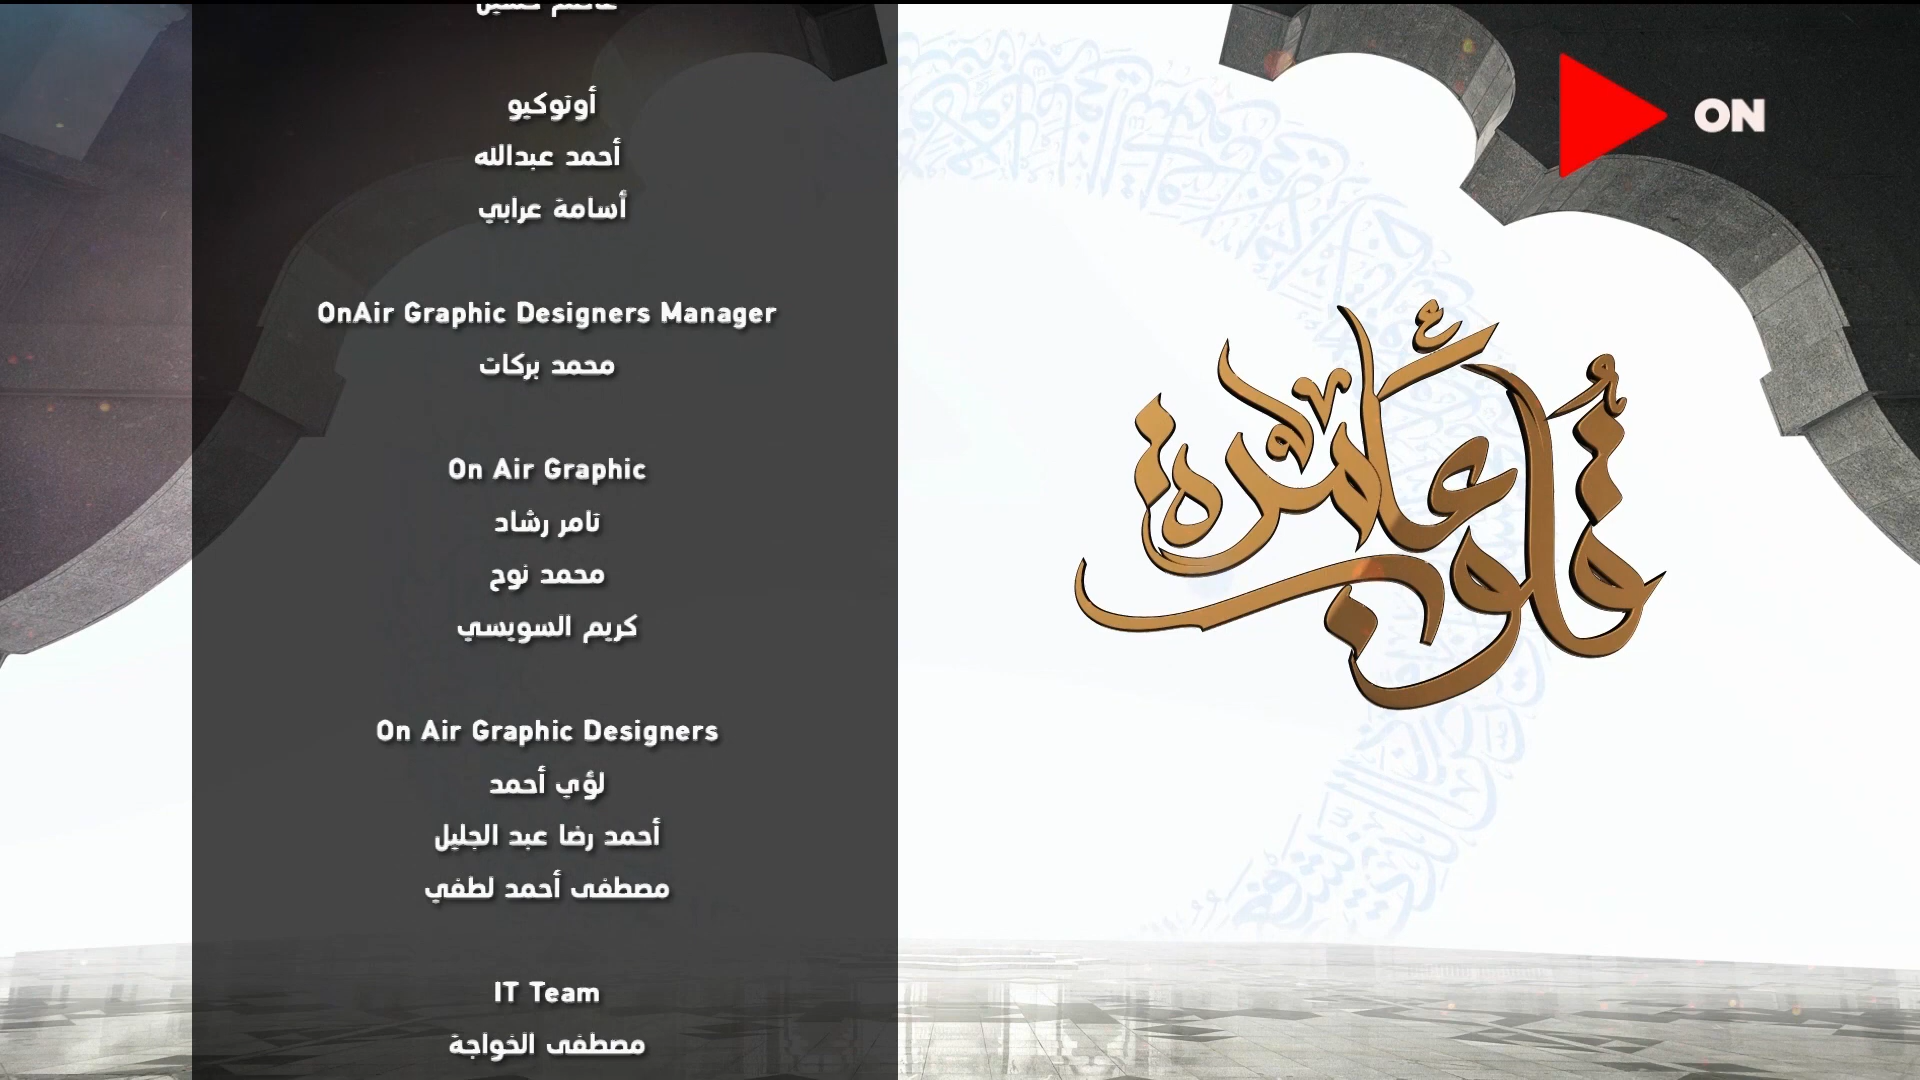 أوتوكيو
أحمد عبدالله
أسامة عرابي
OnAir Graphic Designers Manager
محمد بركات
On Air Graphic
تامر رشاد
محمد نوح
كريم السويسي
On Air Graphic Designers
لؤي أحمد
أحمد رضا عبد الجليل
مصطفى أحمد لطفي
IT Team
مصطفى الخواجة
ON
قلوب عامرة